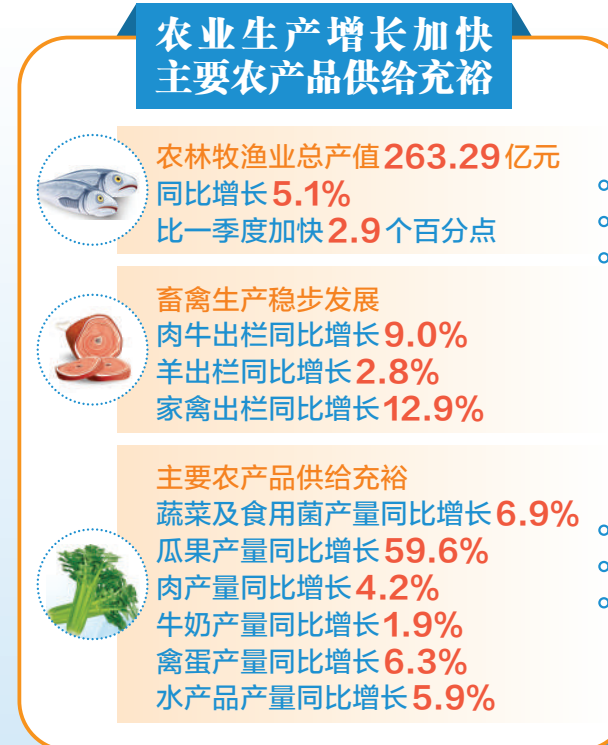 农业生产增长加快
主要农产品供给充裕
农林牧渔业总产值263.29亿元
同比增长5.1%
比一季度加快2.9个百分点
畜禽生产稳步发展
肉牛出栏同比增长9.0%
羊出栏同比增长2.8%
家禽出栏同比增长12.9%
主要农产品供给充裕
蔬菜及食用菌产量同比增长6.9%
瓜果产量同比增长59.6%
肉产量同比增长4.2%
牛奶产量同比增长1.9%
禽蛋产量同比增长6.3%
水产品产量同比增长5.9%